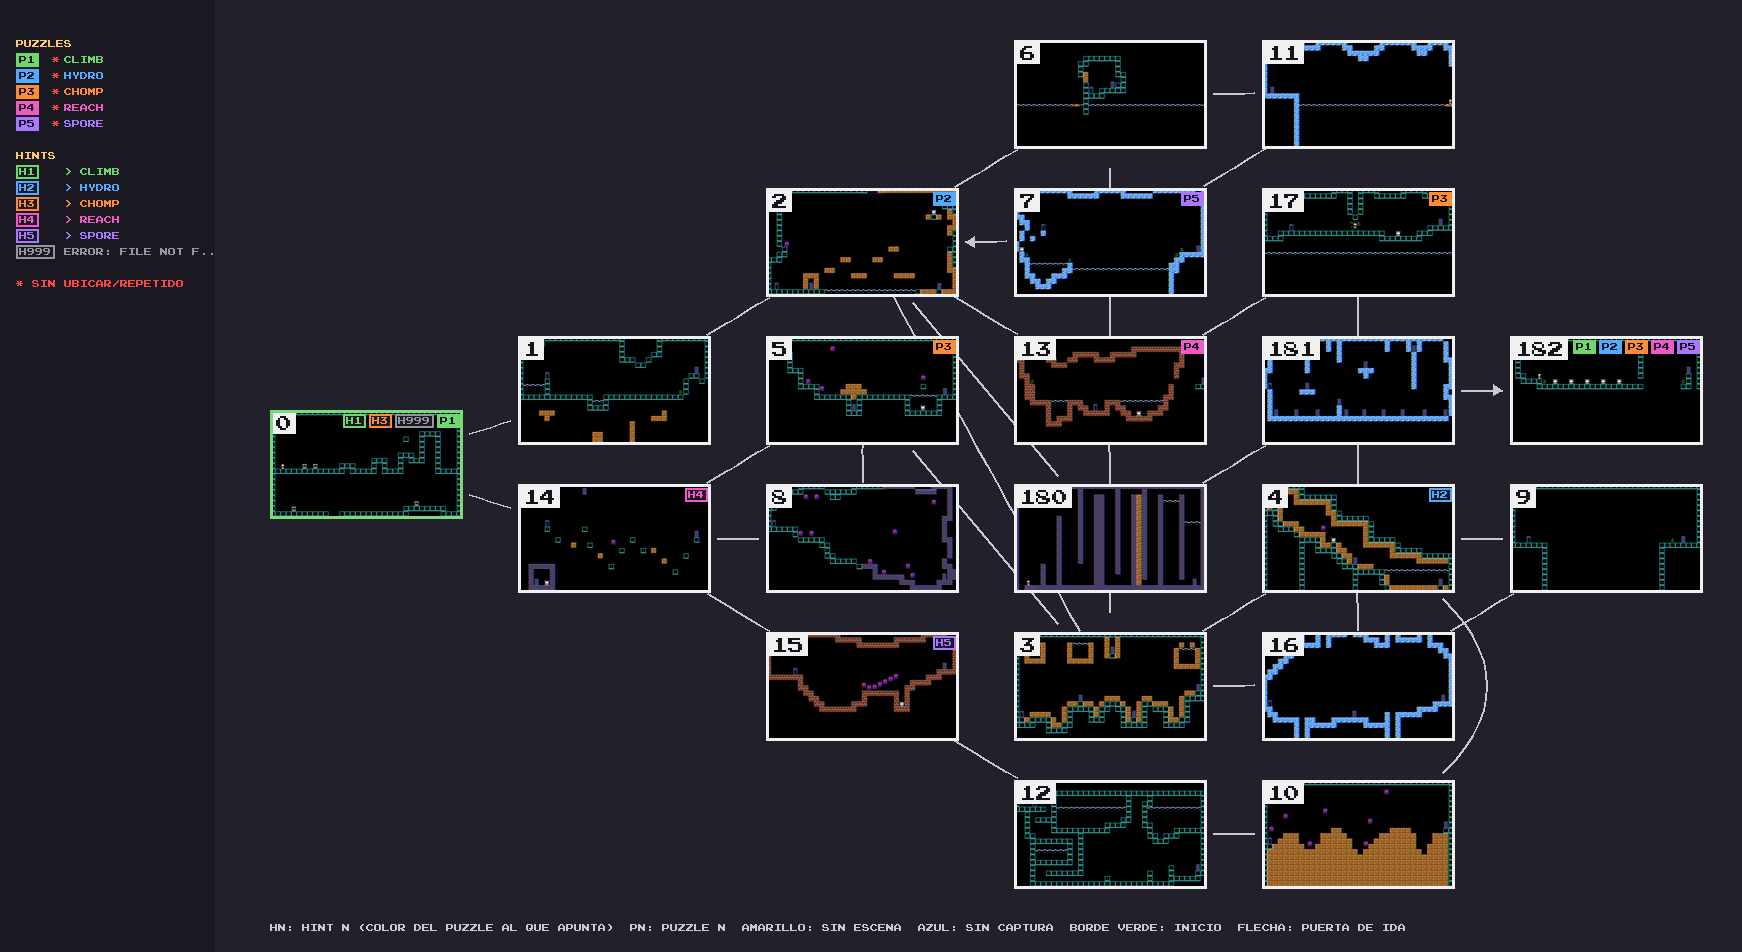 PUZZLES
P1 * CLIMB
P2 * HYDRO
P3 * CHOMP
P4 * REACH
P5 * SPORE
HINTS
H1 > CLIMB
H2 > HYDRO
H3 > CHOMP
H4 > REACH
H5 > SPORE
H999 ERROR: FILE NOT F..
* SIN UBICAR/REPETIDO
6
11
2 P2
7 P5
17 P3
1
5 P3
13 P4
181
182 P1 P2 P3 P4 P5
0 H1 H3 H999 P1
14 H4
8
180
4 H2
9
15 H5
3
16
12
10
HN: HINT N (COLOR DEL PUZZLE AL QUE APUNTA)  PN: PUZZLE N  AMARILLO: SIN ESCENA  AZUL: SIN CAPTURA  BORDE VERDE: INICIO  FLECHA: PUERTA DE IDA